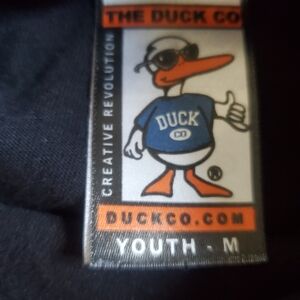 THE DUCK CO
CREATIVE REVOLUTION
DUCK
CO
®
DUCKCO.COM
YOUTH - M